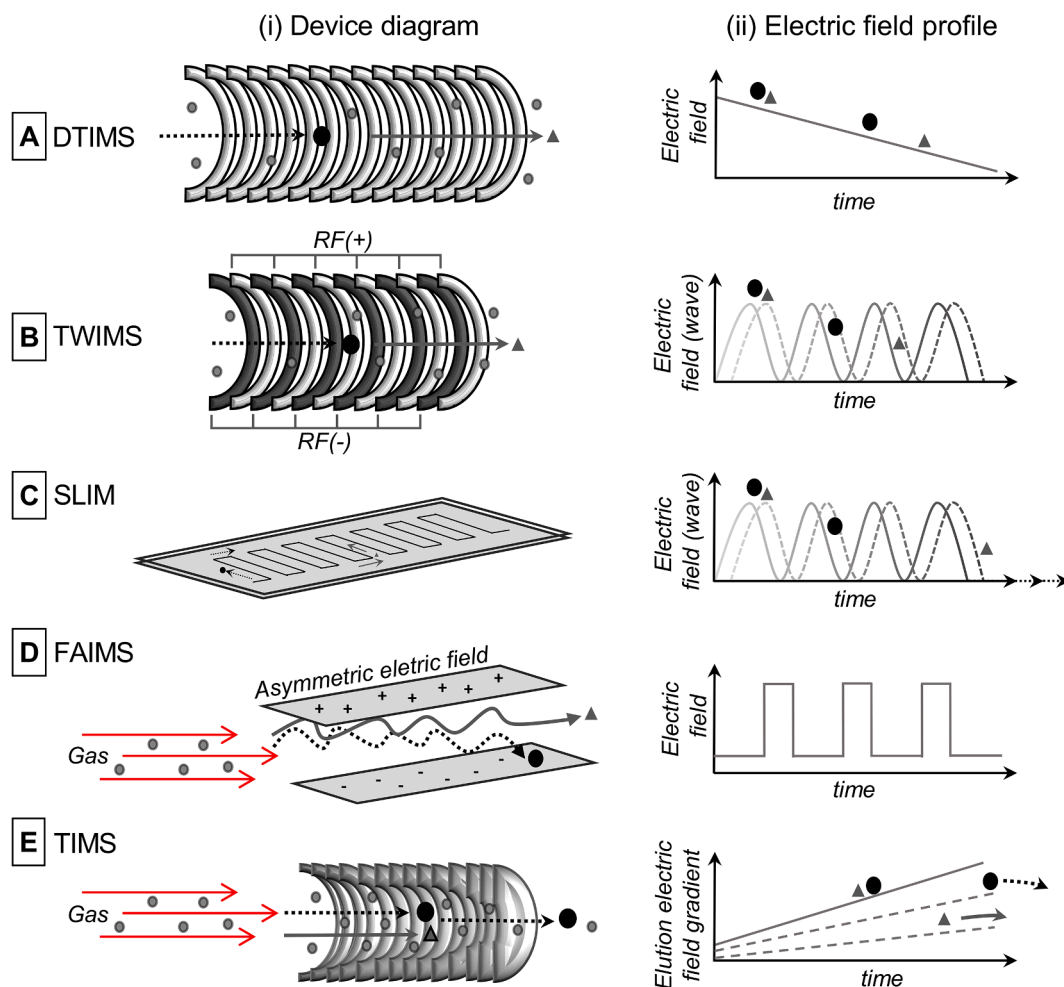 (i) Device diagram
(ii) Electric field profile
A DTIMS
Electric
field
time
RF(+)
B TWIMS
RF(-)
Electric
field (wave)
time
C SLIM
Electric
field (wave)
time
D FAIMS
Asymmetric eletric field
+ + + + + + +
Gas
- - - - - - -
Electric
field
time
E TIMS
Gas
Elution electric
field gradient
time